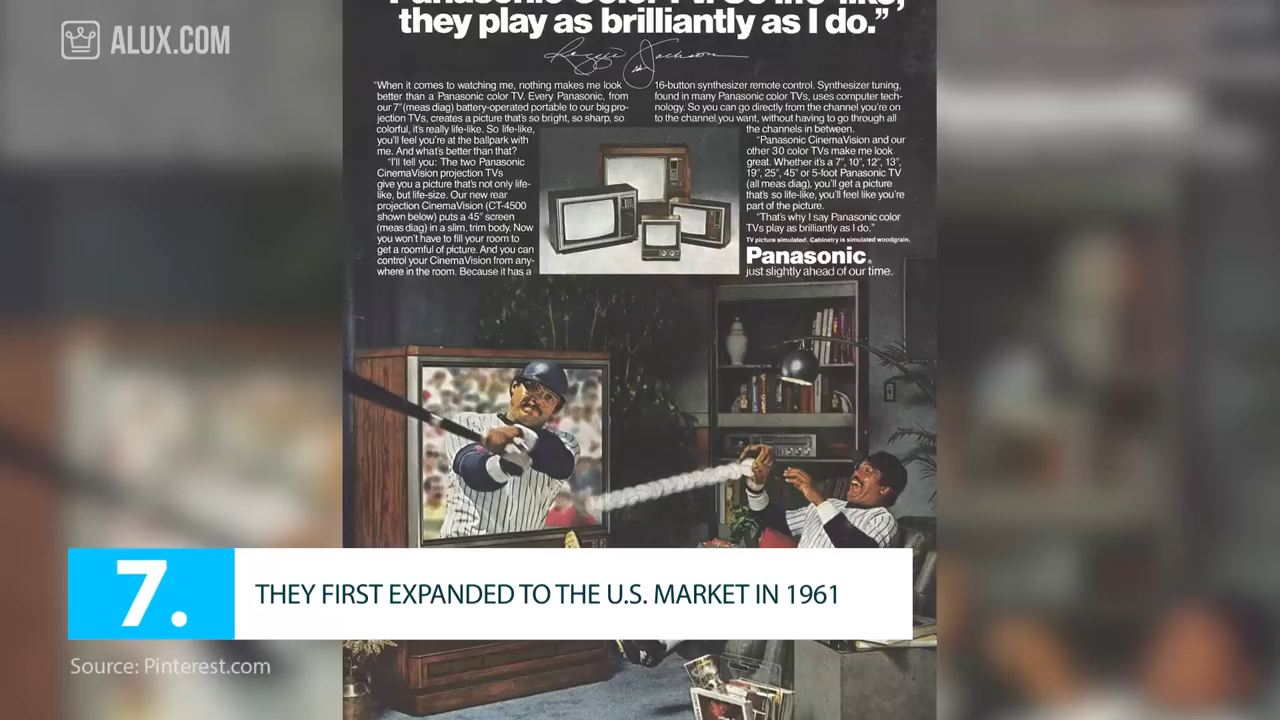 ALUX.COM
"Panasonic Color TV. So life-like,
they play as brilliantly as I do."
Reggie Jackson
"When it comes to watching me, nothing makes me look
better than a Panasonic color TV. Every Panasonic, from
our 7"(meas diag) battery-operated portable to our big pro-
jection TVs, creates a picture that's so bright, so sharp, so
colorful, it's really life-like. So life-like,
you'll feel you're at the ballpark with
me. And what's better than that?
"I'll tell you: The two Panasonic
CinemaVision projection TVs
give you a picture that's not only life-
like, but life-size. Our new rear
projection CinemaVision (CT-4500
shown below) puts a 45" screen
(meas diag) in a slim, trim body. Now
you won't have to fill your room to
get a roomful of picture. And you can
control your CinemaVision from any-
where in the room. Because it has a
16-button synthesizer remote control. Synthesizer tuning,
found in many Panasonic color TVs, uses computer tech-
nology. So you can go directly from the channel you're on
to the channel you want, without having to go through all
the channels in between.
"Panasonic CinemaVision and our
other 30 color TVs make me look
great. Whether it's a 7", 10", 12", 13",
19", 25", 45" or 5-foot Panasonic TV
(all meas diag), you'll get a picture
that's so life-like, you'll feel like you're
part of the picture.
"That's why I say Panasonic color
TVs play as brilliantly as I do."
TV picture simulated. Cabinetry is simulated woodgrain.
Panasonic®
just slightly ahead of our time.
7.
THEY FIRST EXPANDED TO THE U.S. MARKET IN 1961
Source: Pinterest.com